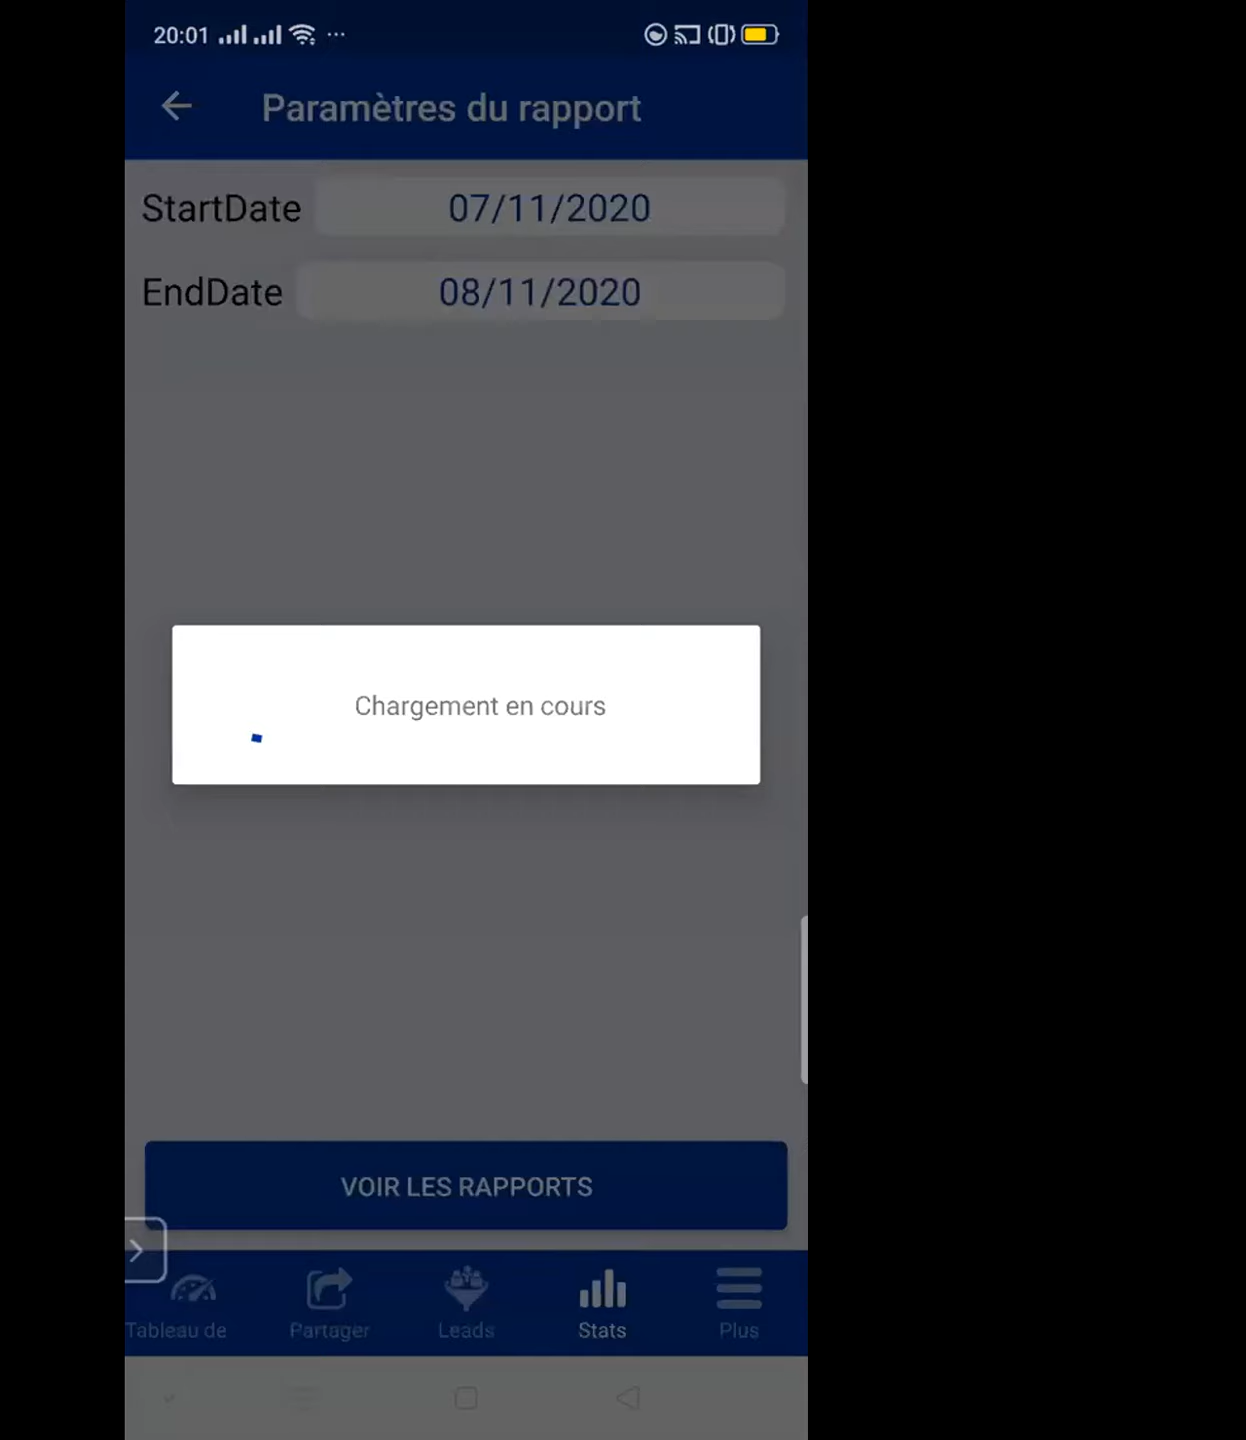 20:01
Paramètres du rapport
StartDate 07/11/2020
EndDate 08/11/2020
Chargement en cours
VOIR LES RAPPORTS
Tableau de Partager Leads Stats Plus